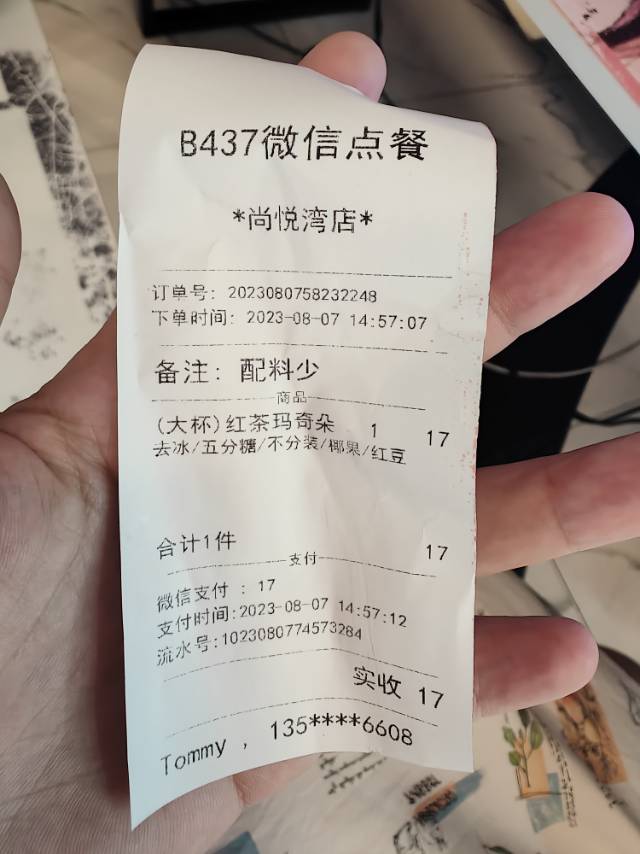 B437微信点餐
*尚悦湾店*
订单号: 2023080758232248
下单时间: 2023-08-07 14:57:07
备注: 配料少
商品
(大杯)红茶玛奇朵 1 17
去冰/五分糖/不分装/椰果/红豆
合计1件 17
支付
微信支付 : 17
支付时间:2023-08-07 14:57:12
流水号:1023080774573284
实收 17
Tommy , 135****6608